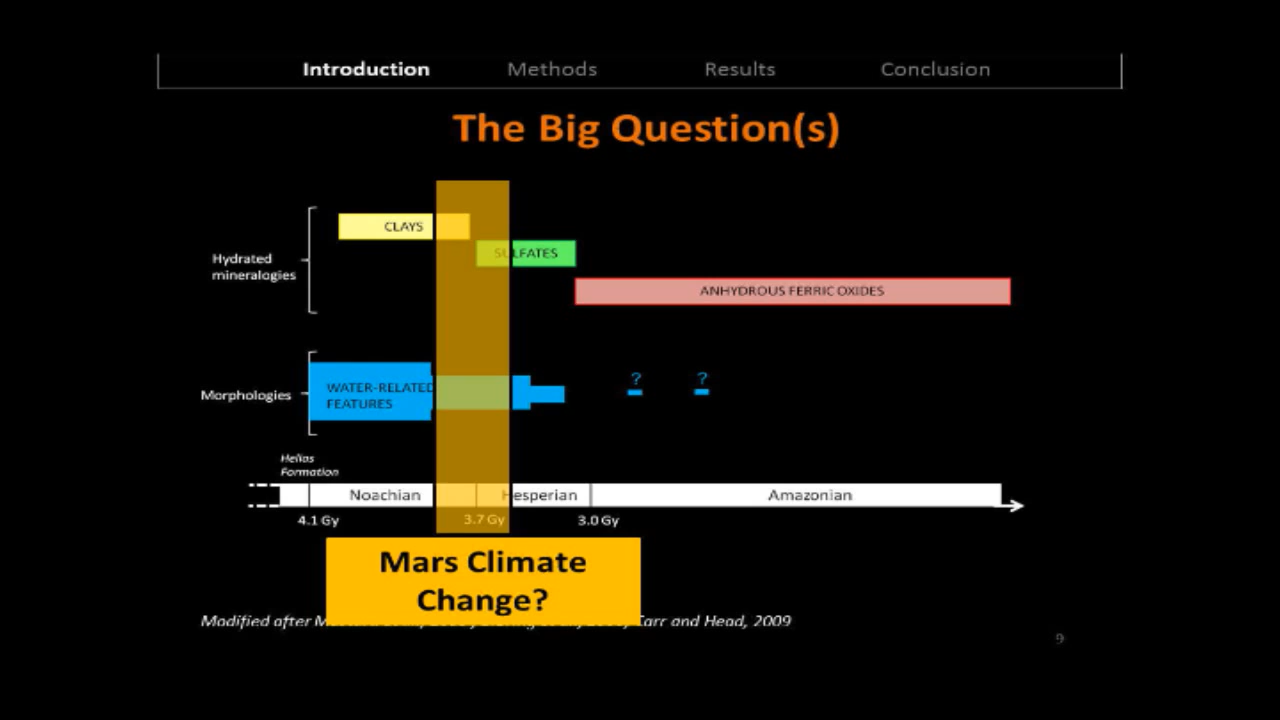 Introduction Methods Results Conclusion
The Big Question(s)
CLAYS
SULFATES
Hydrated
mineralogies
ANHYDROUS FERRIC OXIDES
? ?
WATER-RELATED
FEATURES
Morphologies
Hellas
Formation
Noachian Hesperian Amazonian
4.1 Gy 3.7 Gy 3.0 Gy
Mars Climate
Change?
Modified after Carr and Head, 2009
9